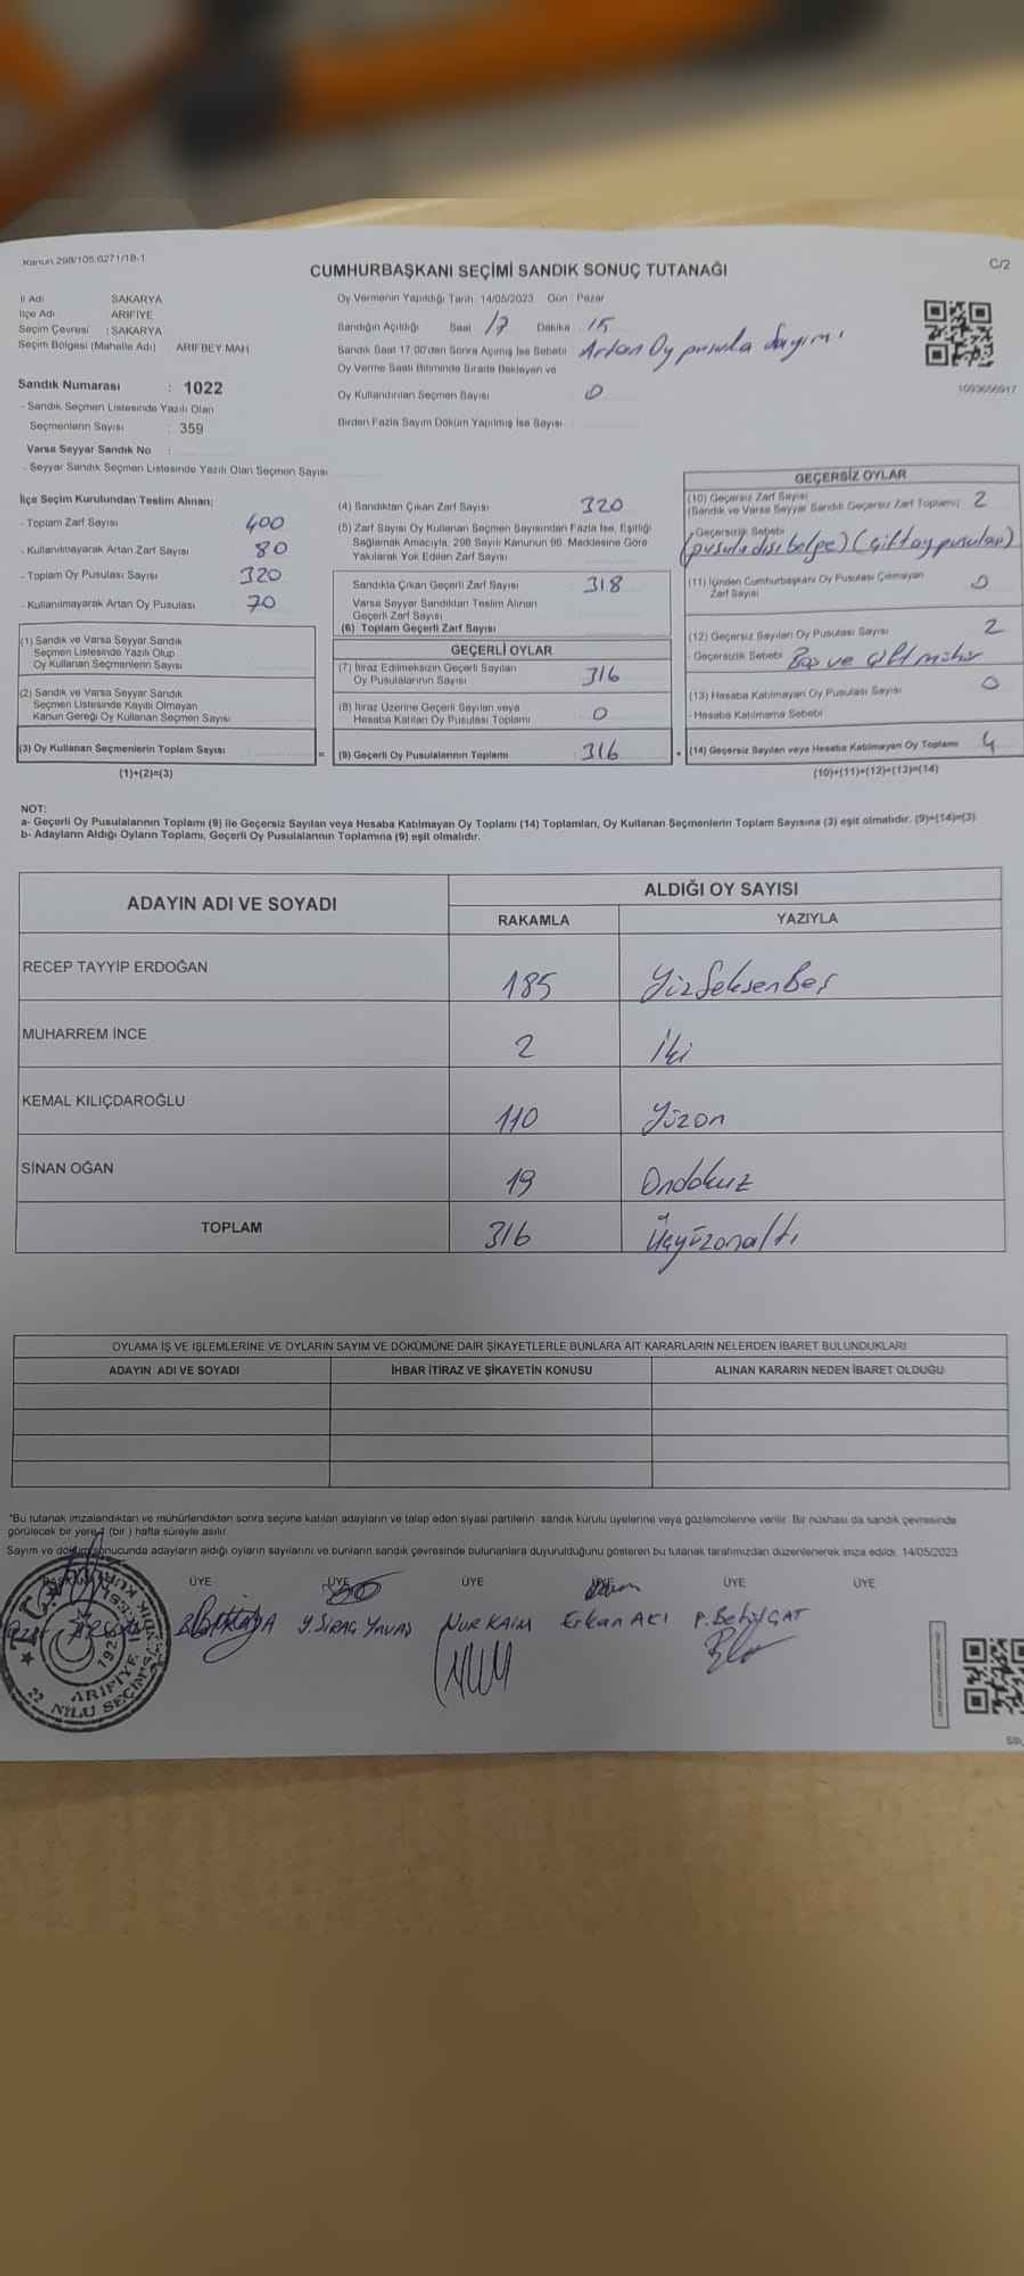 Kanun 298/105,6271/18-1
CUMHURBAŞKANI SEÇİMİ SANDIK SONUÇ TUTANAĞI
C/2
İl Adı SAKARYA
İlçe Adı ARİFİYE
Seçim Çevresi : SAKARYA
Seçim Bölgesi (Mahalle Adı) ARİFBEY MAH
Sandık Numarası : 1022
- Sandık Seçmen Listesinde Yazılı Olan
Seçmenlerin Sayısı : 359
Varsa Seyyar Sandık No :
- Seyyar Sandık Seçmen Listesinde Yazılı Olan Seçmen Sayısı
Oy Vermenin Yapıldığı Tarih 14/05/2023 Gün : Pazar
Sandığın Açıldığı Saat 17 Dakika 15
Sandık Saat 17.00'den Sonra Açılmış İse Sebebi Artan Oy pusula Sayımı
Oy Verme Saati Bitiminde Sırada Bekleyen ve
Oy Kullandırılan Seçmen Sayısı 0
Birden Fazla Sayım Döküm Yapılmış İse Sayısı
1093656917
İlçe Seçim Kurulundan Teslim Alınan;
- Toplam Zarf Sayısı 400
- Kullanılmayarak Artan Zarf Sayısı 80
- Toplam Oy Pusulası Sayısı 320
- Kullanılmayarak Artan Oy Pusulası 70
(1) Sandık ve Varsa Seyyar Sandık
Seçmen Listesinde Yazılı Olup
Oy Kullanan Seçmenlerin Sayısı
(2) Sandık ve Varsa Seyyar Sandık
Seçmen Listesinde Kayıtlı Olmayan
Kanun Gereği Oy Kullanan Seçmen Sayısı
(3) Oy Kullanan Seçmenlerin Toplam Sayısı
(1)+(2)=(3)
(4) Sandıktan Çıkan Zarf Sayısı 320
(5) Zarf Sayısı Oy Kullanan Seçmen Sayısından Fazla İse, Eşitliği
Sağlamak Amacıyla, 298 Sayılı Kanunun 98. Maddesine Göre
Yakılarak Yok Edilen Zarf Sayısı
Sandıkta Çıkan Geçerli Zarf Sayısı 318
Varsa Seyyar Sandıktan Teslim Alınan
Geçerli Zarf Sayısı
(6) Toplam Geçerli Zarf Sayısı
GEÇERLİ OYLAR
(7) İtiraz Edilmeksizin Geçerli Sayılan
Oy Pusulalarının Sayısı 316
(8) İtiraz Üzerine Geçerli Sayılan veya
Hesaba Katılan Oy Pusulası Toplamı 0
= (9) Geçerli Oy Pusulalarının Toplamı 316
GEÇERSİZ OYLAR
(10) Geçersiz Zarf Sayısı
(Sandık ve Varsa Seyyar Sandık Geçersiz Zarf Toplamı) 2
- Geçersizlik Sebebi
(pusula dışı belge) (çift oy pusuları)
(11) İçinden Cumhurbaşkanı Oy Pusulası Çıkmayan
Zarf Sayısı 0
(12) Geçersiz Sayılan Oy Pusulası Sayısı 2
- Geçersizlik Sebebi Boş ve çift mühür
(13) Hesaba Katılmayan Oy Pusulası Sayısı 0
- Hesaba Katılmama Sebebi
+ (14) Geçersiz Sayılan veya Hesaba Katılmayan Oy Toplamı 4
(10)+(11)+(12)+(13)=(14)
NOT:
a- Geçerli Oy Pusulalarının Toplamı (9) ile Geçersiz Sayılan veya Hesaba Katılmayan Oy Toplamı (14) Toplamları, Oy Kullanan Seçmenlerin Toplam Sayısına (3) eşit olmalıdır. (9)+(14)=(3)
b- Adayların Aldığı Oyların Toplamı, Geçerli Oy Pusulalarının Toplamına (9) eşit olmalıdır.
ADAYIN ADI VE SOYADI
ALDIĞI OY SAYISI
RAKAMLA YAZIYLA
RECEP TAYYİP ERDOĞAN 185 YüzSeksenBeş
MUHARREM İNCE 2 İki
KEMAL KILIÇDAROĞLU 110 Yüzon
SİNAN OĞAN 19 Ondokuz
TOPLAM 316 Üçyüzonaltı
OYLAMA İŞ VE İŞLEMLERİNE VE OYLARIN SAYIM VE DÖKÜMÜNE DAİR ŞİKAYETLERLE BUNLARA AİT KARARLARIN NELERDEN İBARET BULUNDUKLARI
ADAYIN ADI VE SOYADI İHBAR İTİRAZ VE ŞİKAYETİN KONUSU ALINAN KARARIN NEDEN İBARET OLDUĞU
*Bu tutanak imzalandıktan ve mühürlendikten sonra seçime katılan adayların ve talep eden siyasi partilerin sandık kurulu üyelerine veya gözlemcilerine verilir. Bir nüshası da sandık çevresinde
görülecek bir yere 1 (bir) hafta süreyle asılır.
Sayım ve döküm sonucunda adayların aldığı oyların sayılarını ve bunların sandık çevresinde bulunanlara duyurulduğunu gösteren bu tutanak tarafımızdan düzenlenerek imza edildi. 14/05/2023
ÜYE ÜYE ÜYE ÜYE ÜYE
Y. SIRAÇ YAVAŞ NUR KAIM Erkan AKI P. Behiye CAT
ARİFİYE